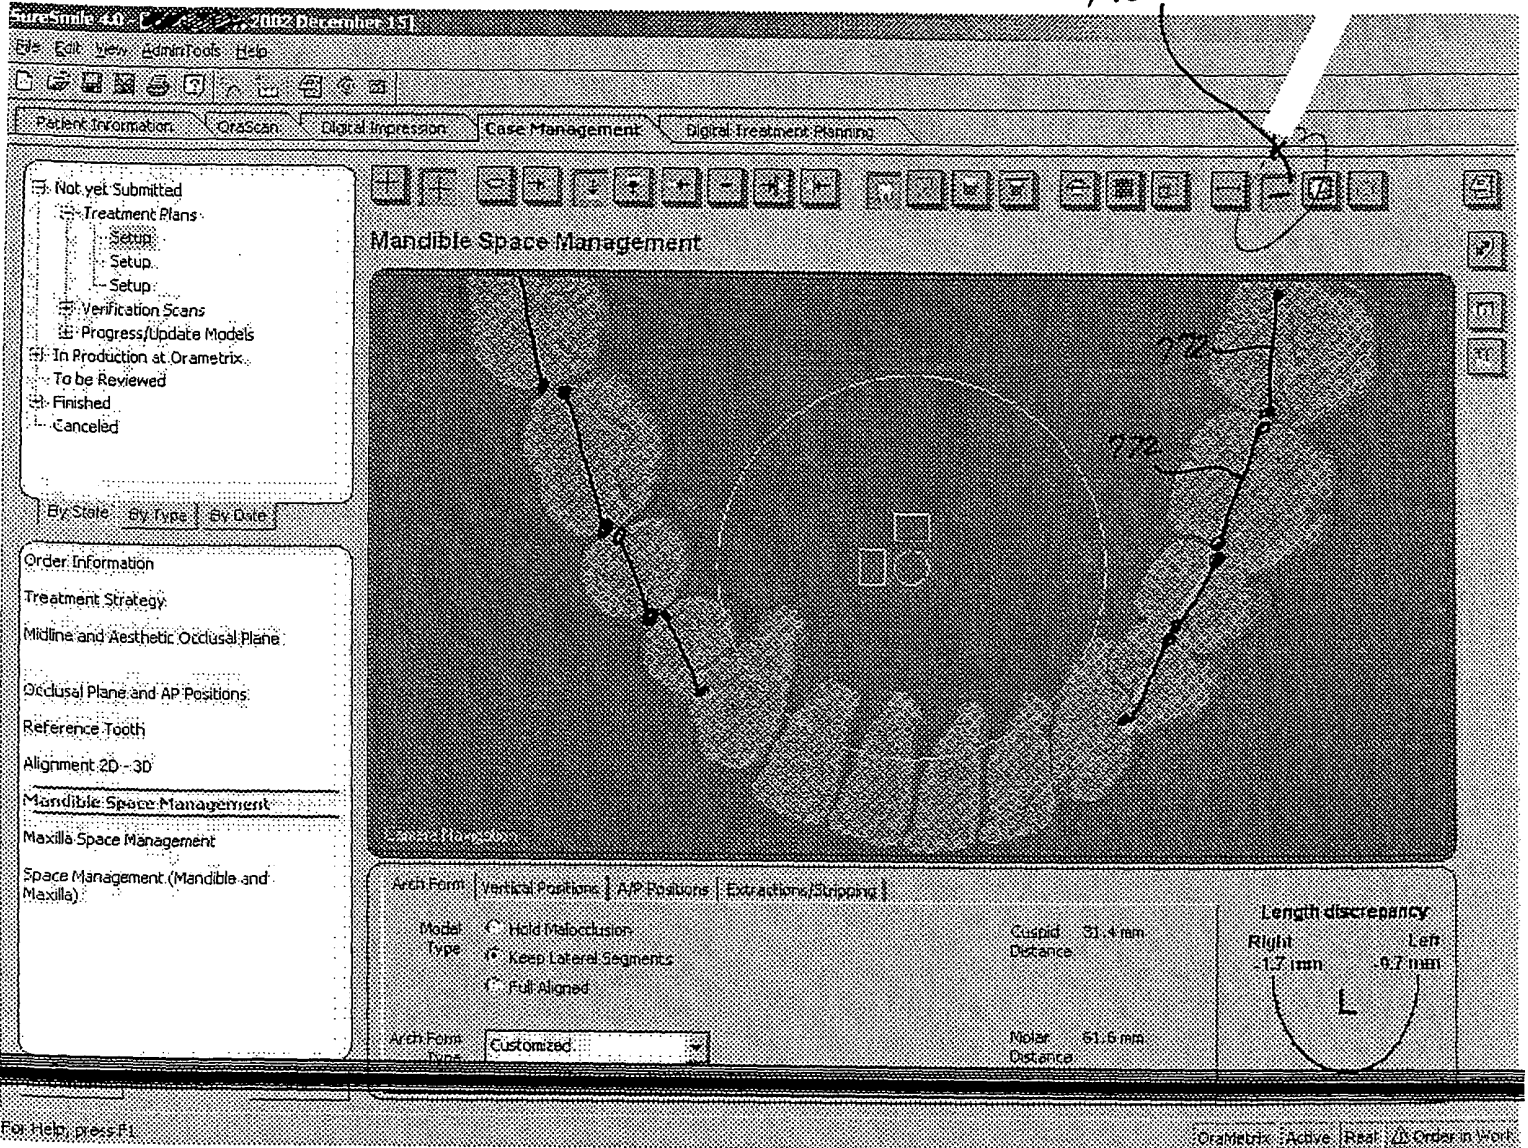 SureSmile 4.0 - 2002 December 15]
File Edit View AdminTools Help
Patient Information OraScan Digital Impression Case Management Digital Treatment Planning
Not yet Submitted
Treatment Plans
Setup
Setup
Setup
Verification Scans
Progress/Update Models
In Production at Orametrix
To be Reviewed
Finished
Canceled
By State By Type By Date
Order Information
Treatment Strategy
Midline and Aesthetic Occlusal Plane
Occlusal Plane and AP Positions
Reference Tooth
Alignment 2D - 3D
Mandible Space Management
Maxilla Space Management
Space Management (Mandible and
Maxilla)
Mandible Space Management
772
772
Arch Form Vertical Positions A/P Positions Extractions/Stripping
Model
Type
Hold Malocclusion
Keep Lateral Segments
Full Aligned
Arch Form
Type
Customized
Cuspid
Distance
31.4 mm
Molar
Distance
61.6 mm
Length discrepancy
Right Left
-1.7 mm -0.7 mm
L
For Help, press F1
OraMetrix Active Real Order in Work